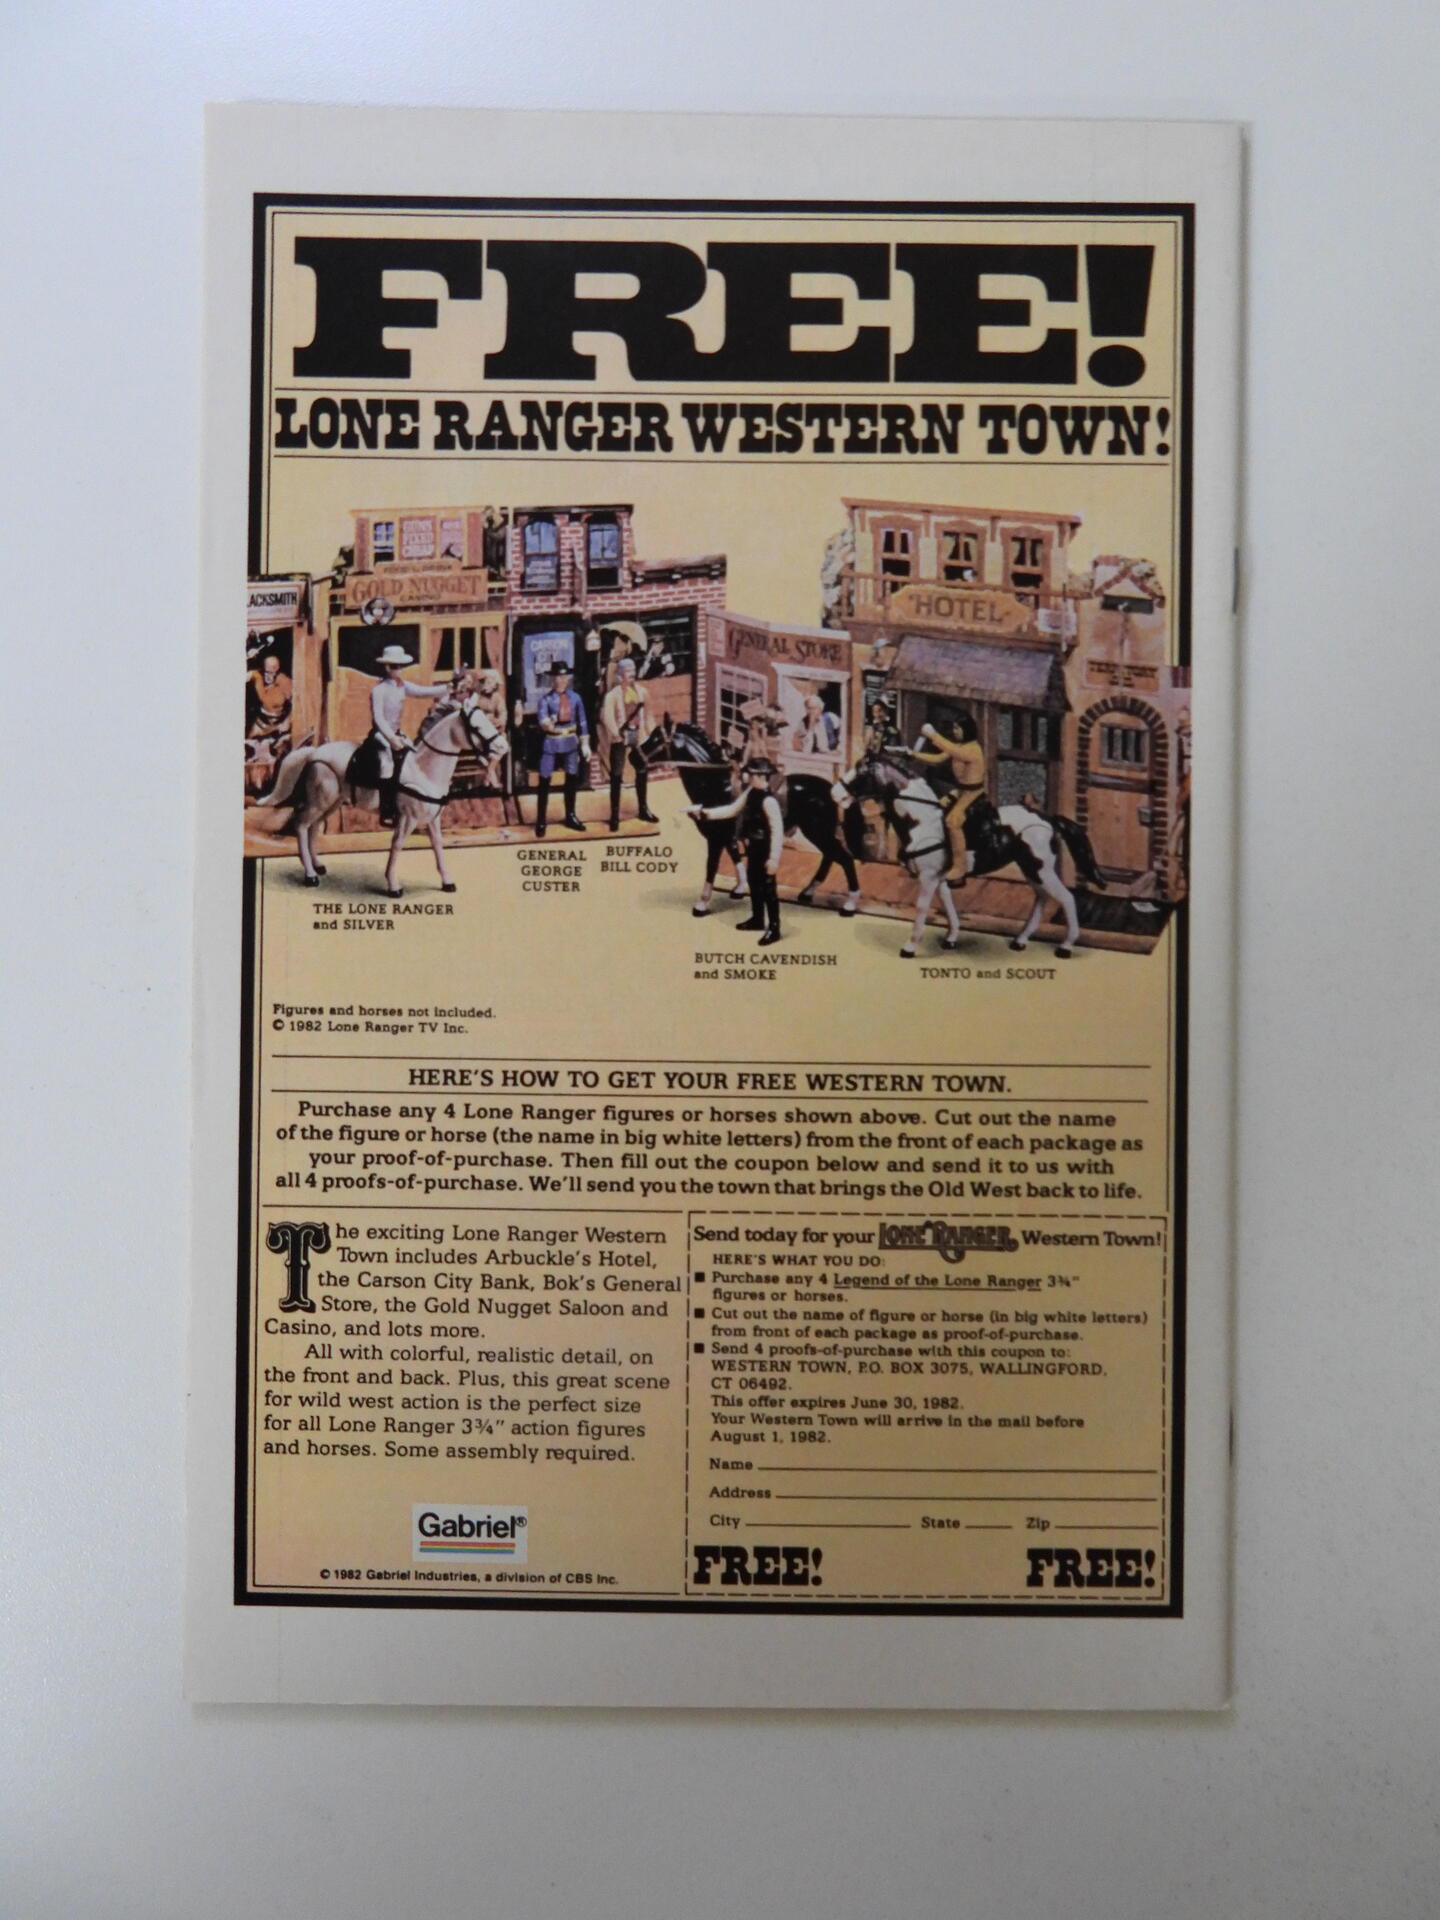 FREE!
LONE RANGER WESTERN TOWN!
GUNS
FIXED
CHEAP
GOLD NUGGET
CASINO
ACKSMITH
CARSON
CITY
GENERAL STORE
HOTEL
GENERAL
GEORGE
CUSTER
BUFFALO
BILL CODY
THE LONE RANGER
and SILVER
BUTCH CAVENDISH
and SMOKE
TONTO and SCOUT
Figures and horses not included.
© 1982 Lone Ranger TV Inc.
HERE'S HOW TO GET YOUR FREE WESTERN TOWN.
Purchase any 4 Lone Ranger figures or horses shown above. Cut out the name
of the figure or horse (the name in big white letters) from the front of each package as
your proof-of-purchase. Then fill out the coupon below and send it to us with
all 4 proofs-of-purchase. We'll send you the town that brings the Old West back to life.
The exciting Lone Ranger Western
Town includes Arbuckle's Hotel,
the Carson City Bank, Bok's General
Store, the Gold Nugget Saloon and
Casino, and lots more.
All with colorful, realistic detail, on
the front and back. Plus, this great scene
for wild west action is the perfect size
for all Lone Ranger 3¾" action figures
and horses. Some assembly required.
Gabriel®
© 1982 Gabriel Industries, a division of CBS Inc.
Send today for your LONE RANGER Western Town!
HERE'S WHAT YOU DO:
■ Purchase any 4 Legend of the Lone Ranger 3¾"
figures or horses.
■ Cut out the name of figure or horse (in big white letters)
from front of each package as proof-of-purchase.
■ Send 4 proofs-of-purchase with this coupon to:
WESTERN TOWN, P.O. BOX 3075, WALLINGFORD,
CT 06492.
This offer expires June 30, 1982.
Your Western Town will arrive in the mail before
August 1, 1982.
Name
Address
City State Zip
FREE! FREE!